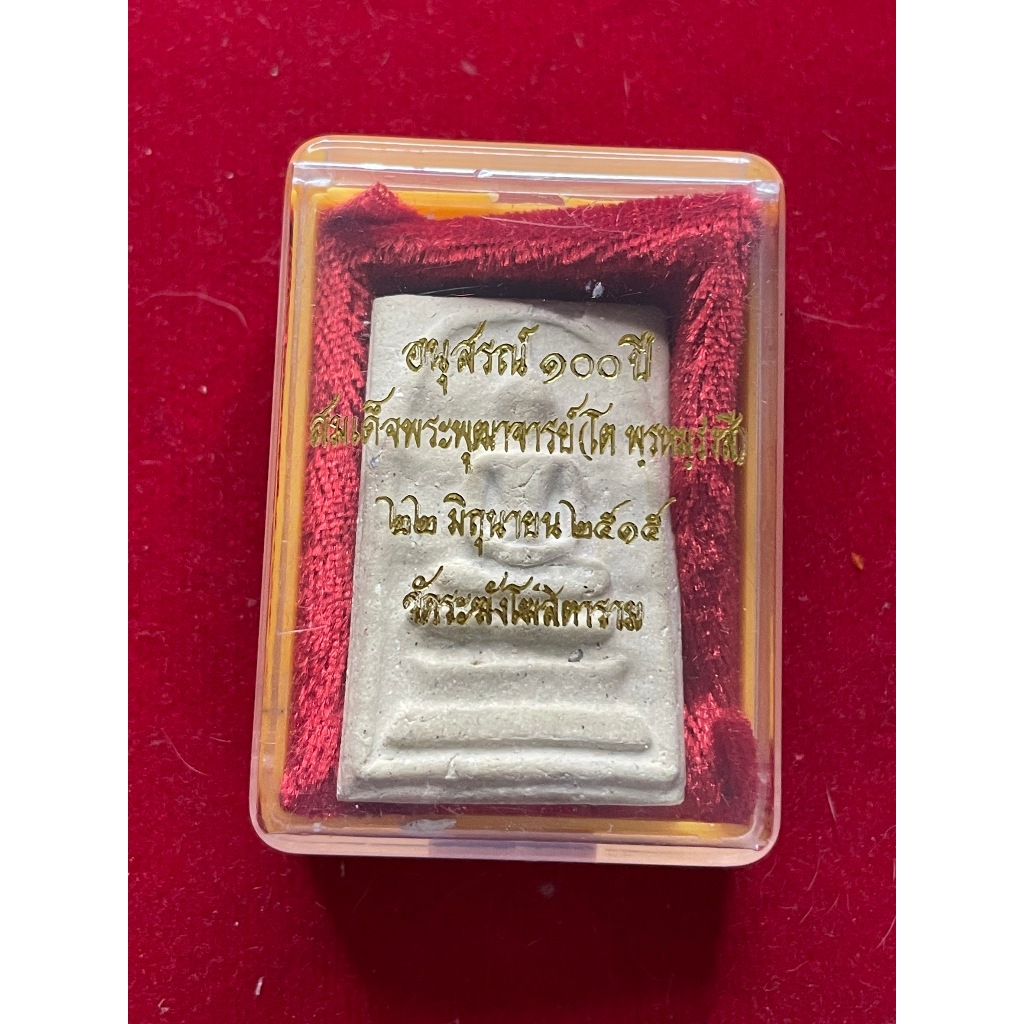 อนุสรณ์ ๑๐๐ ปี
สมเด็จพระพุฒาจารย์ (โต พฺรหฺมรํสี)
๒๒ มิถุนายน ๒๕๑๕
วัดระฆังโฆสิตาราม